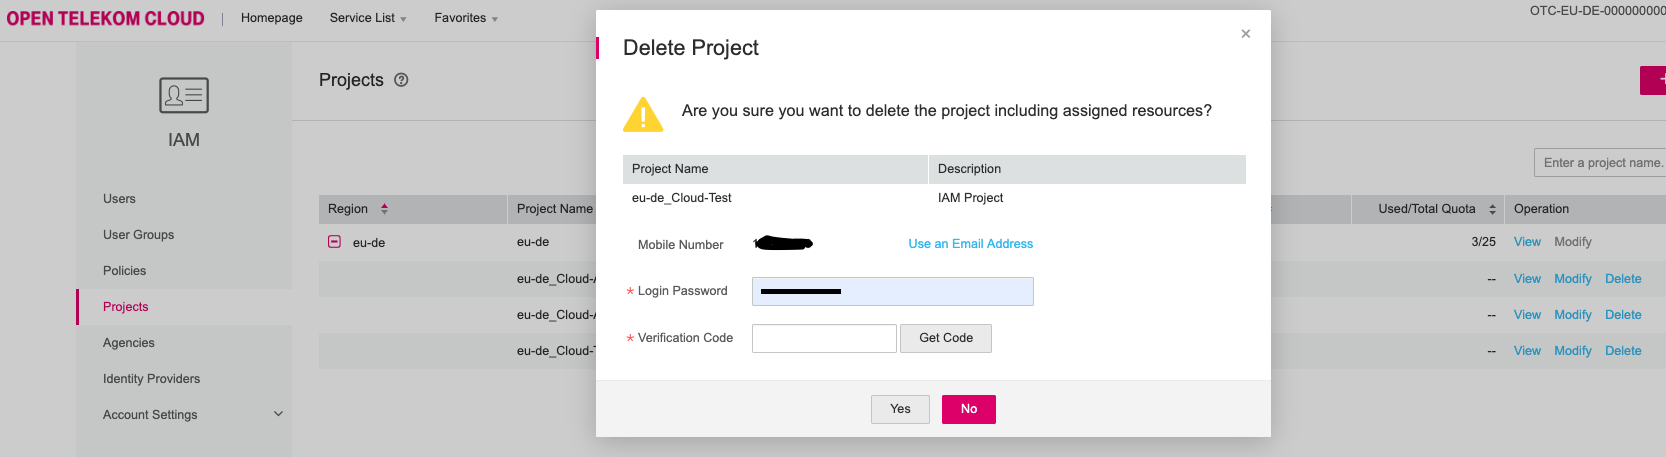 OPEN TELEKOM CLOUD | Homepage Service List Favorites OTC-EU-DE-000000000
IAM
Users
User Groups
Policies
Projects
Agencies
Identity Providers
Account Settings
Projects
Enter a project name.
Region Project Name Used/Total Quota Operation
eu-de eu-de 3/25 View Modify
eu-de_Cloud-A -- View Modify Delete
eu-de_Cloud-A -- View Modify Delete
eu-de_Cloud-T -- View Modify Delete
Delete Project
Are you sure you want to delete the project including assigned resources?
Project Name Description
eu-de_Cloud-Test IAM Project
Mobile Number Use an Email Address
* Login Password
* Verification Code Get Code
Yes No